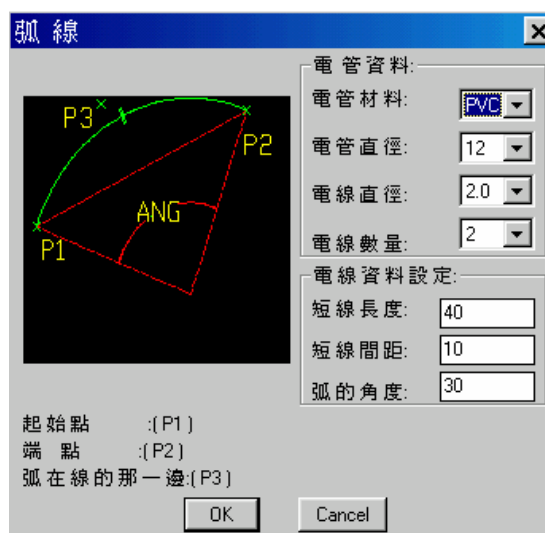 弧 線
P3
P2
ANG
P1
電 管 資 料:
電 管 材 料: PVC
電 管 直 徑: 12
電 線 直 徑: 2.0
電 線 數 量: 2
電 線 資 料 設 定:
短 線 長 度: 40
短 線 間 距: 10
弧 的 角 度: 30
起 始 點 :( P1 )
端 點 :( P2 )
弧 在 線 的 那 一 邊:( P3 )
OK
Cancel